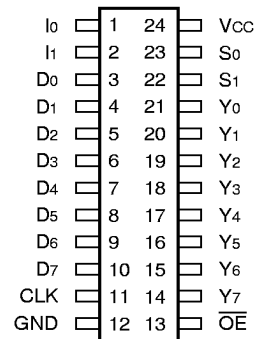 I0 1 24 VCC
I1 2 23 S0
D0 3 22 S1
D1 4 21 Y0
D2 5 20 Y1
D3 6 19 Y2
D4 7 18 Y3
D5 8 17 Y4
D6 9 16 Y5
D7 10 15 Y6
CLK 11 14 Y7
GND 12 13 O̅E̅